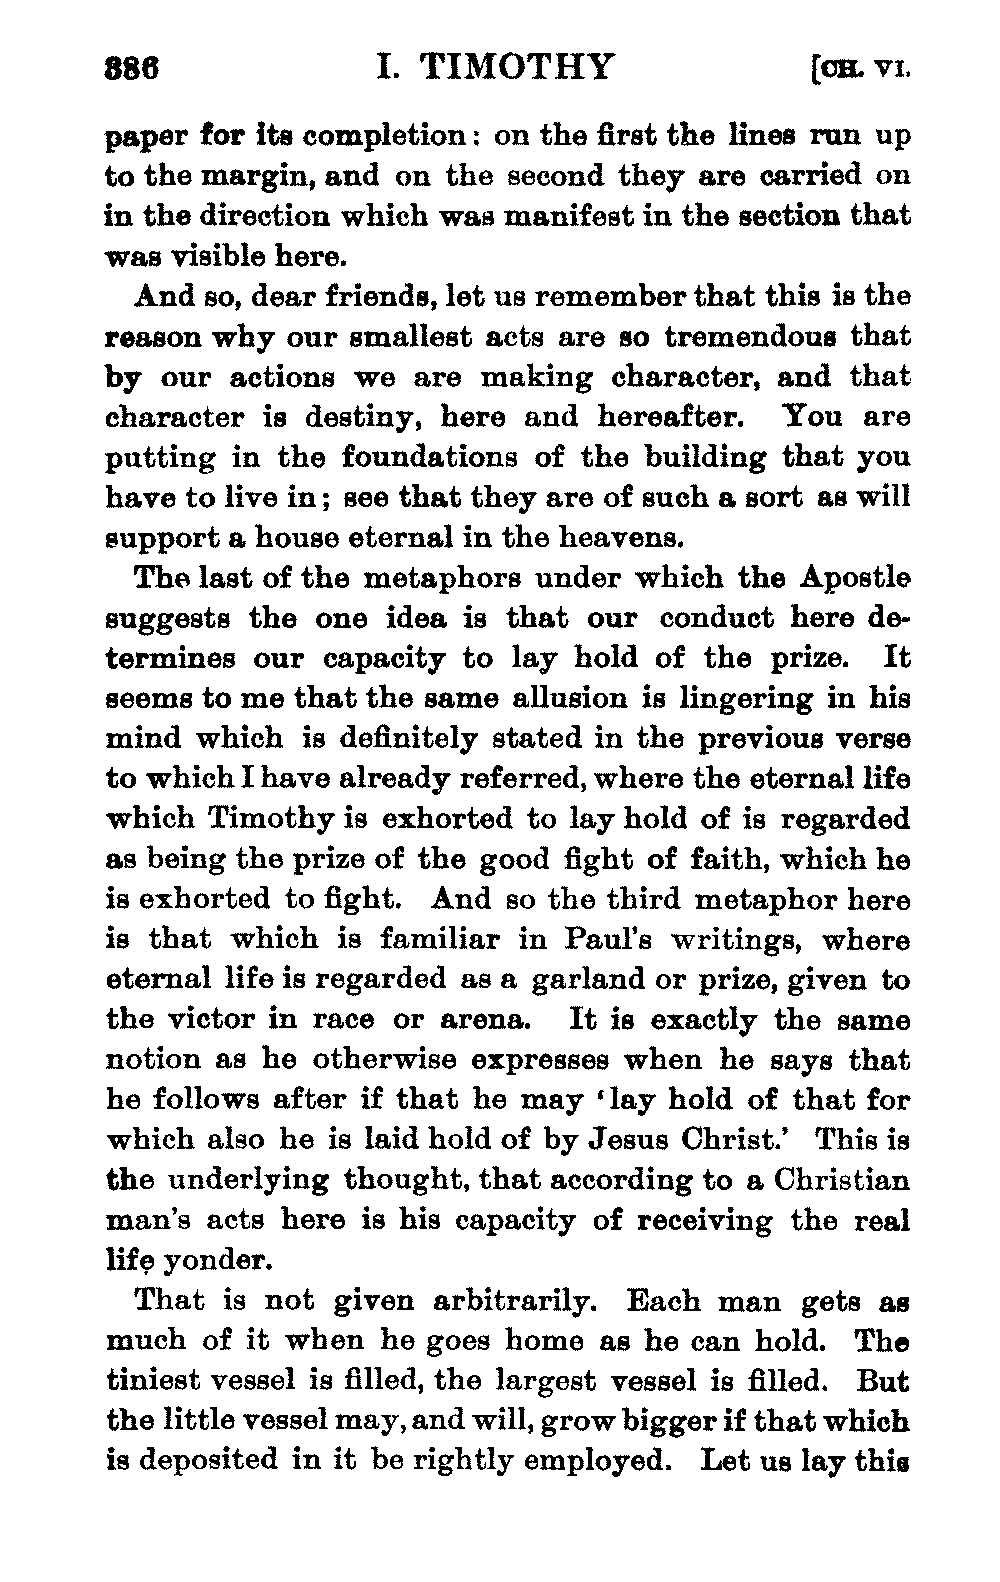 386 I. TIMOTHY [CH. VI.
paper for its completion: on the first the lines run up
to the margin, and on the second they are carried on
in the direction which was manifest in the section that
was visible here.
And so, dear friends, let us remember that this is the
reason why our smallest acts are so tremendous that
by our actions we are making character, and that
character is destiny, here and hereafter. You are
putting in the foundations of the building that you
have to live in; see that they are of such a sort as will
support a house eternal in the heavens.
The last of the metaphors under which the Apostle
suggests the one idea is that our conduct here de-
termines our capacity to lay hold of the prize. It
seems to me that the same allusion is lingering in his
mind which is definitely stated in the previous verse
to which I have already referred, where the eternal life
which Timothy is exhorted to lay hold of is regarded
as being the prize of the good fight of faith, which he
is exhorted to fight. And so the third metaphor here
is that which is familiar in Paul's writings, where
eternal life is regarded as a garland or prize, given to
the victor in race or arena. It is exactly the same
notion as he otherwise expresses when he says that
he follows after if that he may ‘lay hold of that for
which also he is laid hold of by Jesus Christ.’ This is
the underlying thought, that according to a Christian
man's acts here is his capacity of receiving the real
life yonder.
That is not given arbitrarily. Each man gets as
much of it when he goes home as he can hold. The
tiniest vessel is filled, the largest vessel is filled. But
the little vessel may, and will, grow bigger if that which
is deposited in it be rightly employed. Let us lay this